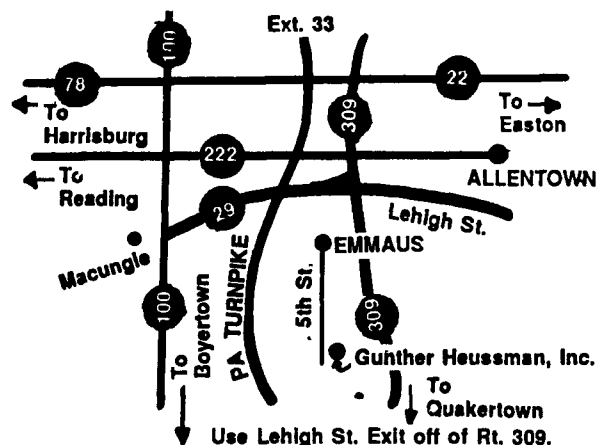 100
Ext. 33
78
22
To
Harrisburg
309
To
Easton
222
To
Reading
ALLENTOWN
29
Lehigh St.
EMMAUS
Macungie
PA TURNPIKE
5th St.
100
To
Boyertown
309
Gunther Heussman, Inc.
To
Quakertown
Use Lehigh St. Exit off of Rt. 309.